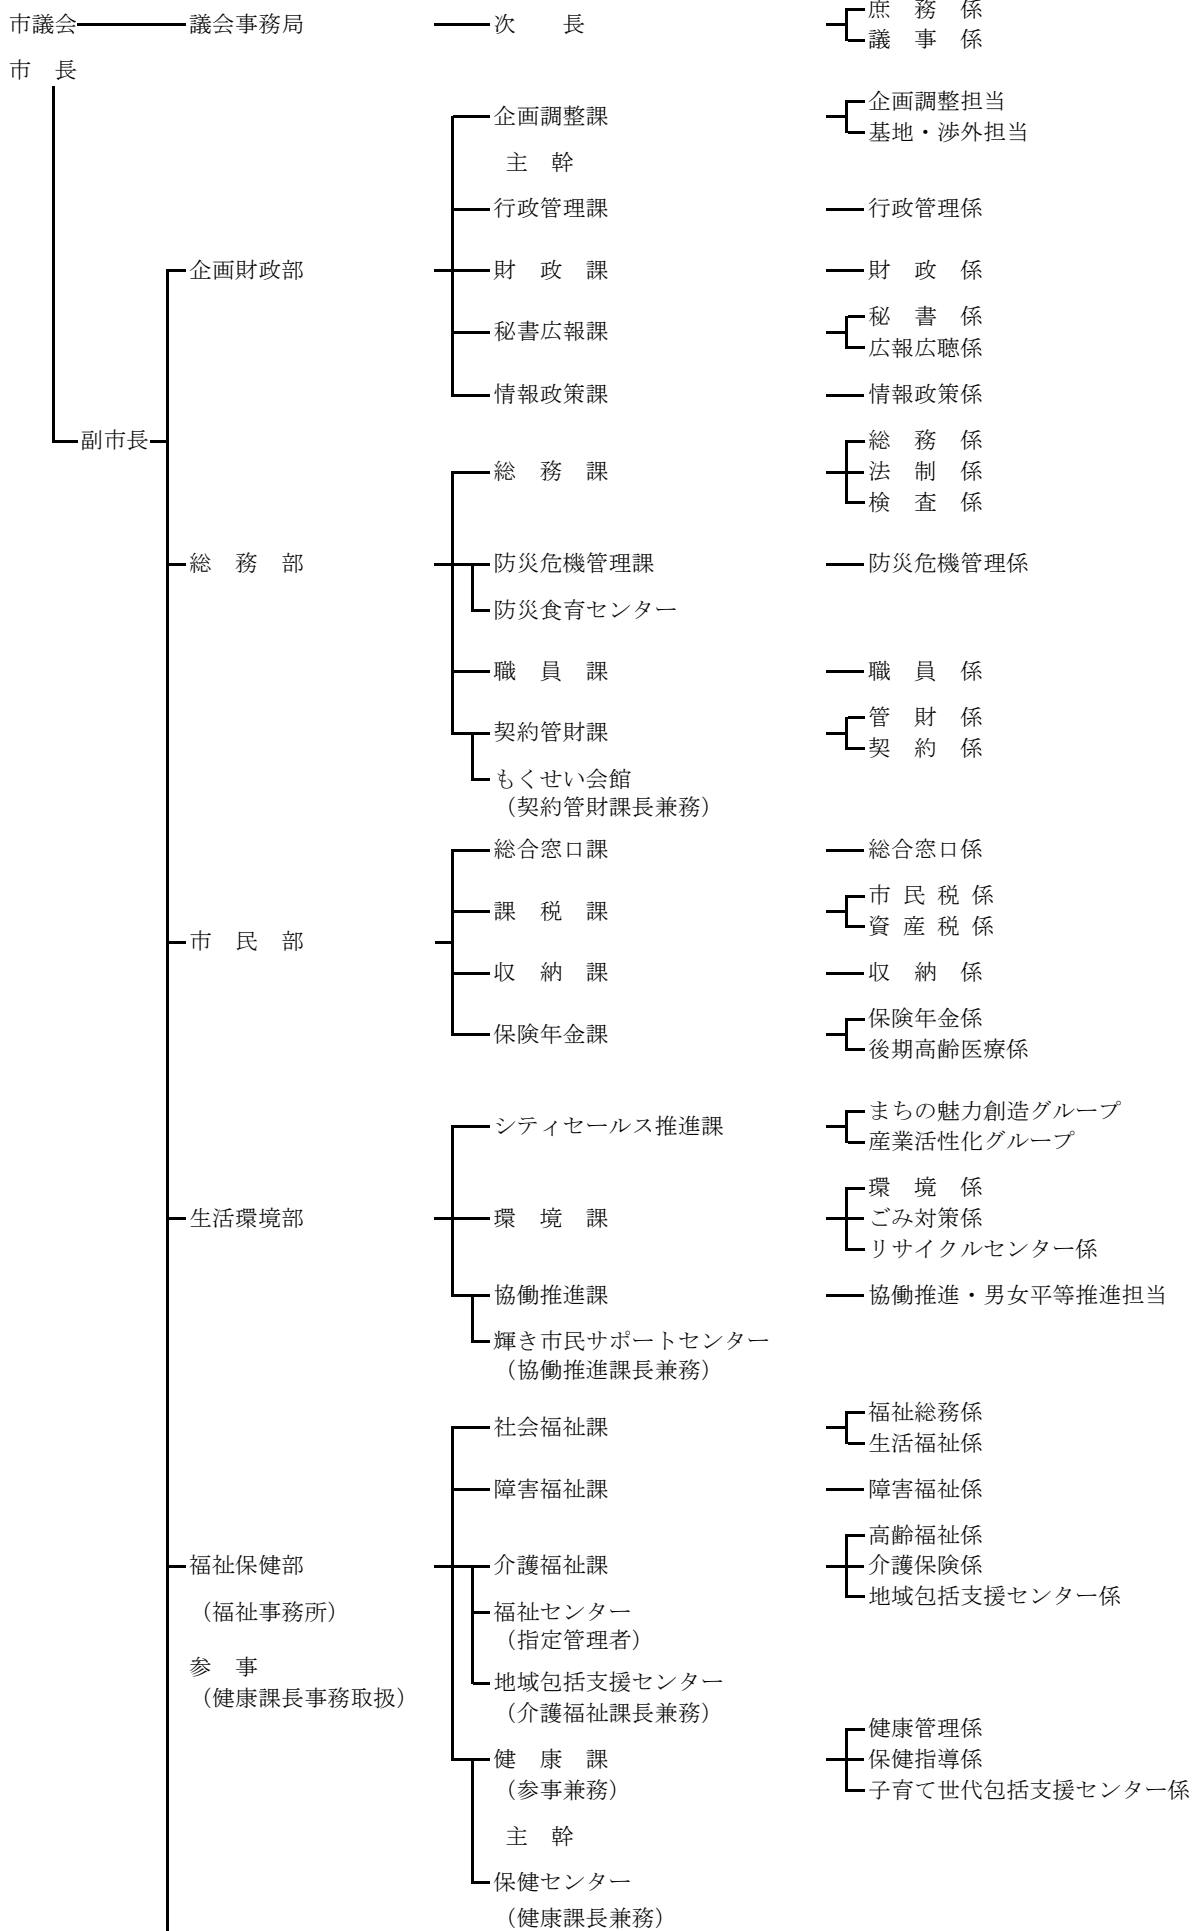 市議会 議会事務局 次　長 庶　務　係
議　事　係
市　長
企画調整課 企画調整担当
基地・渉外担当
主　幹
行政管理課 行政管理係
企画財政部 財　政　課 財　政　係
秘書広報課 秘　書　係
広報広聴係
情報政策課 情報政策係
副市長
総　務　課 総　務　係
法　制　係
検　査　係
総　務　部 防災危機管理課 防災危機管理係
防災食育センター
職　員　課 職　員　係
契約管財課 管　財　係
契　約　係
もくせい会館
（契約管財課長兼務）
総合窓口課 総合窓口係
課　税　課 市 民 税 係
資 産 税 係
市　民　部
収　納　課 収　納　係
保険年金課 保険年金係
後期高齢医療係
シティセールス推進課 まちの魅力創造グループ
産業活性化グループ
生活環境部 環　境　課 環　境　係
ごみ対策係
リサイクルセンター係
協働推進課 協働推進・男女平等推進担当
輝き市民サポートセンター
（協働推進課長兼務）
社会福祉課 福祉総務係
生活福祉係
障害福祉課 障害福祉係
福祉保健部 介護福祉課 高齢福祉係
介護保険係
地域包括支援センター係
（福祉事務所） 福祉センター
（指定管理者）
参　事
（健康課長事務取扱）
地域包括支援センター
（介護福祉課長兼務）
健　康　課 健康管理係
保健指導係
（参事兼務） 子育て世代包括支援センター係
主　幹
保健センター
（健康課長兼務）